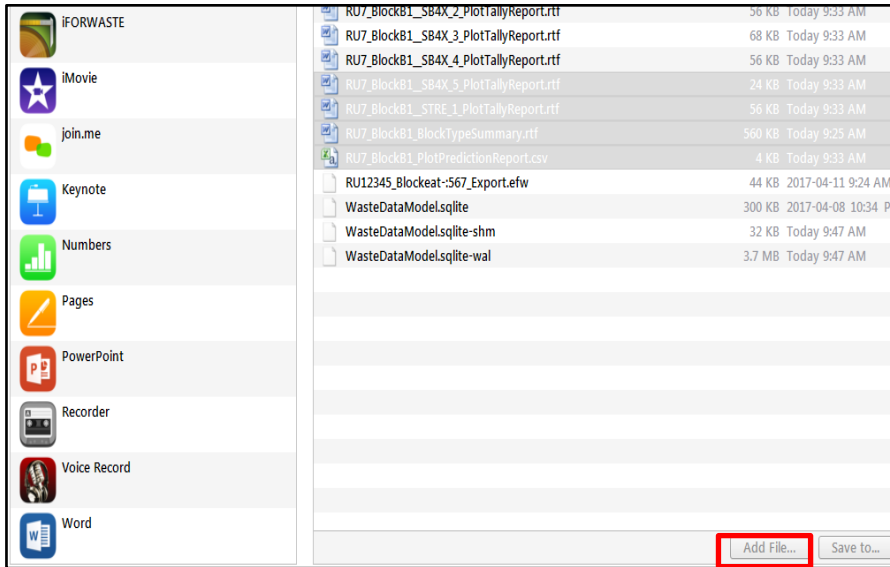 iFORWASTE
iMovie
join.me
Keynote
Numbers
Pages
PowerPoint
Recorder
Voice Record
Word
RU7_BlockB1__SB4X_2_PlotTallyReport.rtf 56 KB Today 9:33 AM
RU7_BlockB1__SB4X_3_PlotTallyReport.rtf 68 KB Today 9:33 AM
RU7_BlockB1__SB4X_4_PlotTallyReport.rtf 56 KB Today 9:33 AM
RU7_BlockB1__SB4X_5_PlotTallyReport.rtf 24 KB Today 9:33 AM
RU7_BlockB1__STRE_1_PlotTallyReport.rtf 56 KB Today 9:33 AM
RU7_BlockB1_BlockTypeSummary.rtf 560 KB Today 9:25 AM
RU7_BlockB1_PlotPredictionReport.csv 4 KB Today 9:33 AM
RU12345_Blockeat-:567_Export.efw 44 KB 2017-04-11 9:24 AM
WasteDataModel.sqlite 300 KB 2017-04-08 10:34 P
WasteDataModel.sqlite-shm 32 KB Today 9:47 AM
WasteDataModel.sqlite-wal 3.7 MB Today 9:47 AM
Add File... Save to...